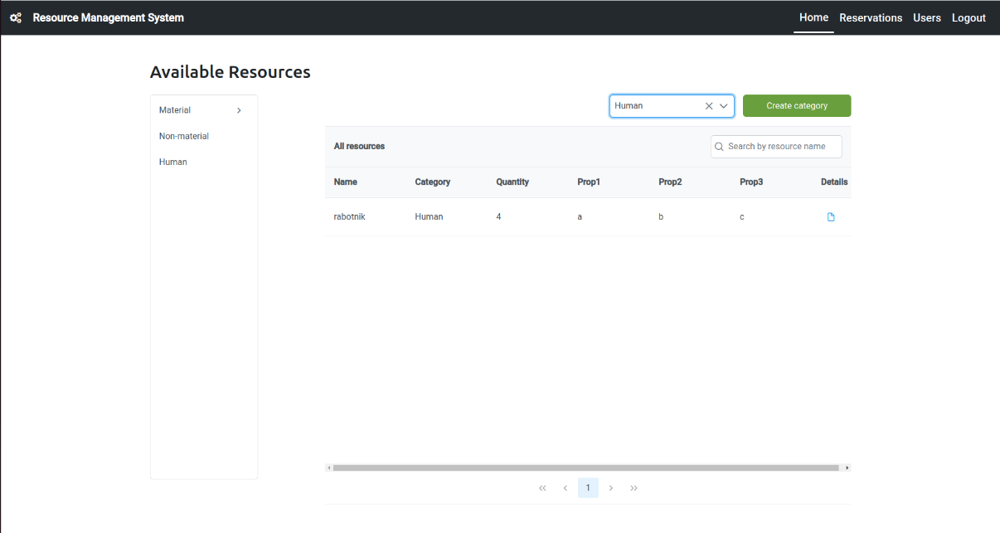 Resource Management System
Home Reservations Users Logout
Available Resources
Material
Non-material
Human
Human
Create category
All resources
Search by resource name
Name Category Quantity Prop1 Prop2 Prop3 Details
rabotnik Human 4 a b c
1